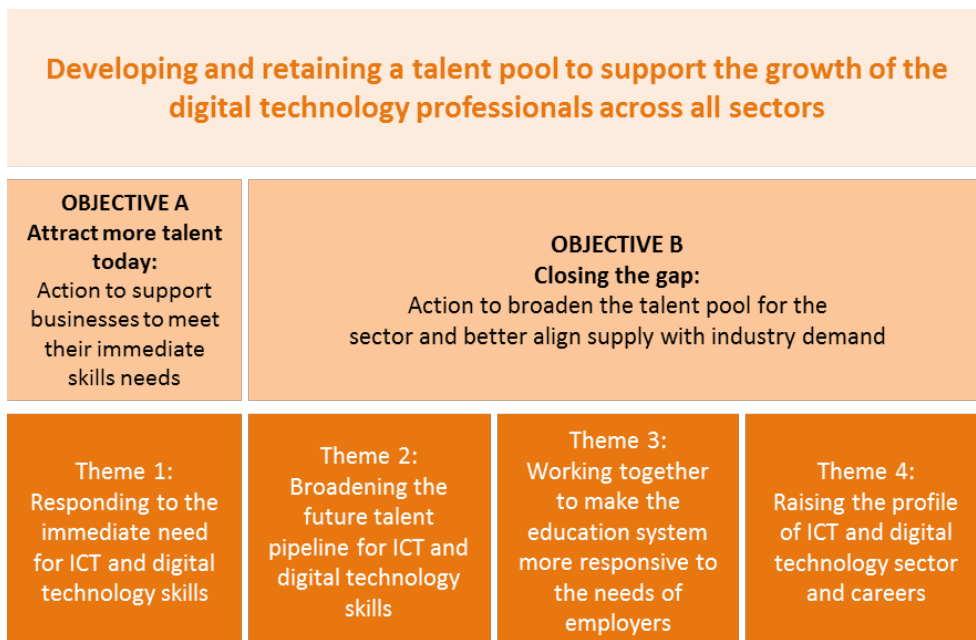 Developing and retaining a talent pool to support the growth of the
digital technology professionals across all sectors
OBJECTIVE A
Attract more talent
today:
Action to support
businesses to meet
their immediate
skills needs
OBJECTIVE B
Closing the gap:
Action to broaden the talent pool for the
sector and better align supply with industry demand
Theme 1:
Responding to the
immediate need
for ICT and digital
technology skills
Theme 2:
Broadening the
future talent
pipeline for ICT and
digital technology
skills
Theme 3:
Working together
to make the
education system
more responsive to
the needs of
employers
Theme 4:
Raising the profile
of ICT and digital
technology sector
and careers